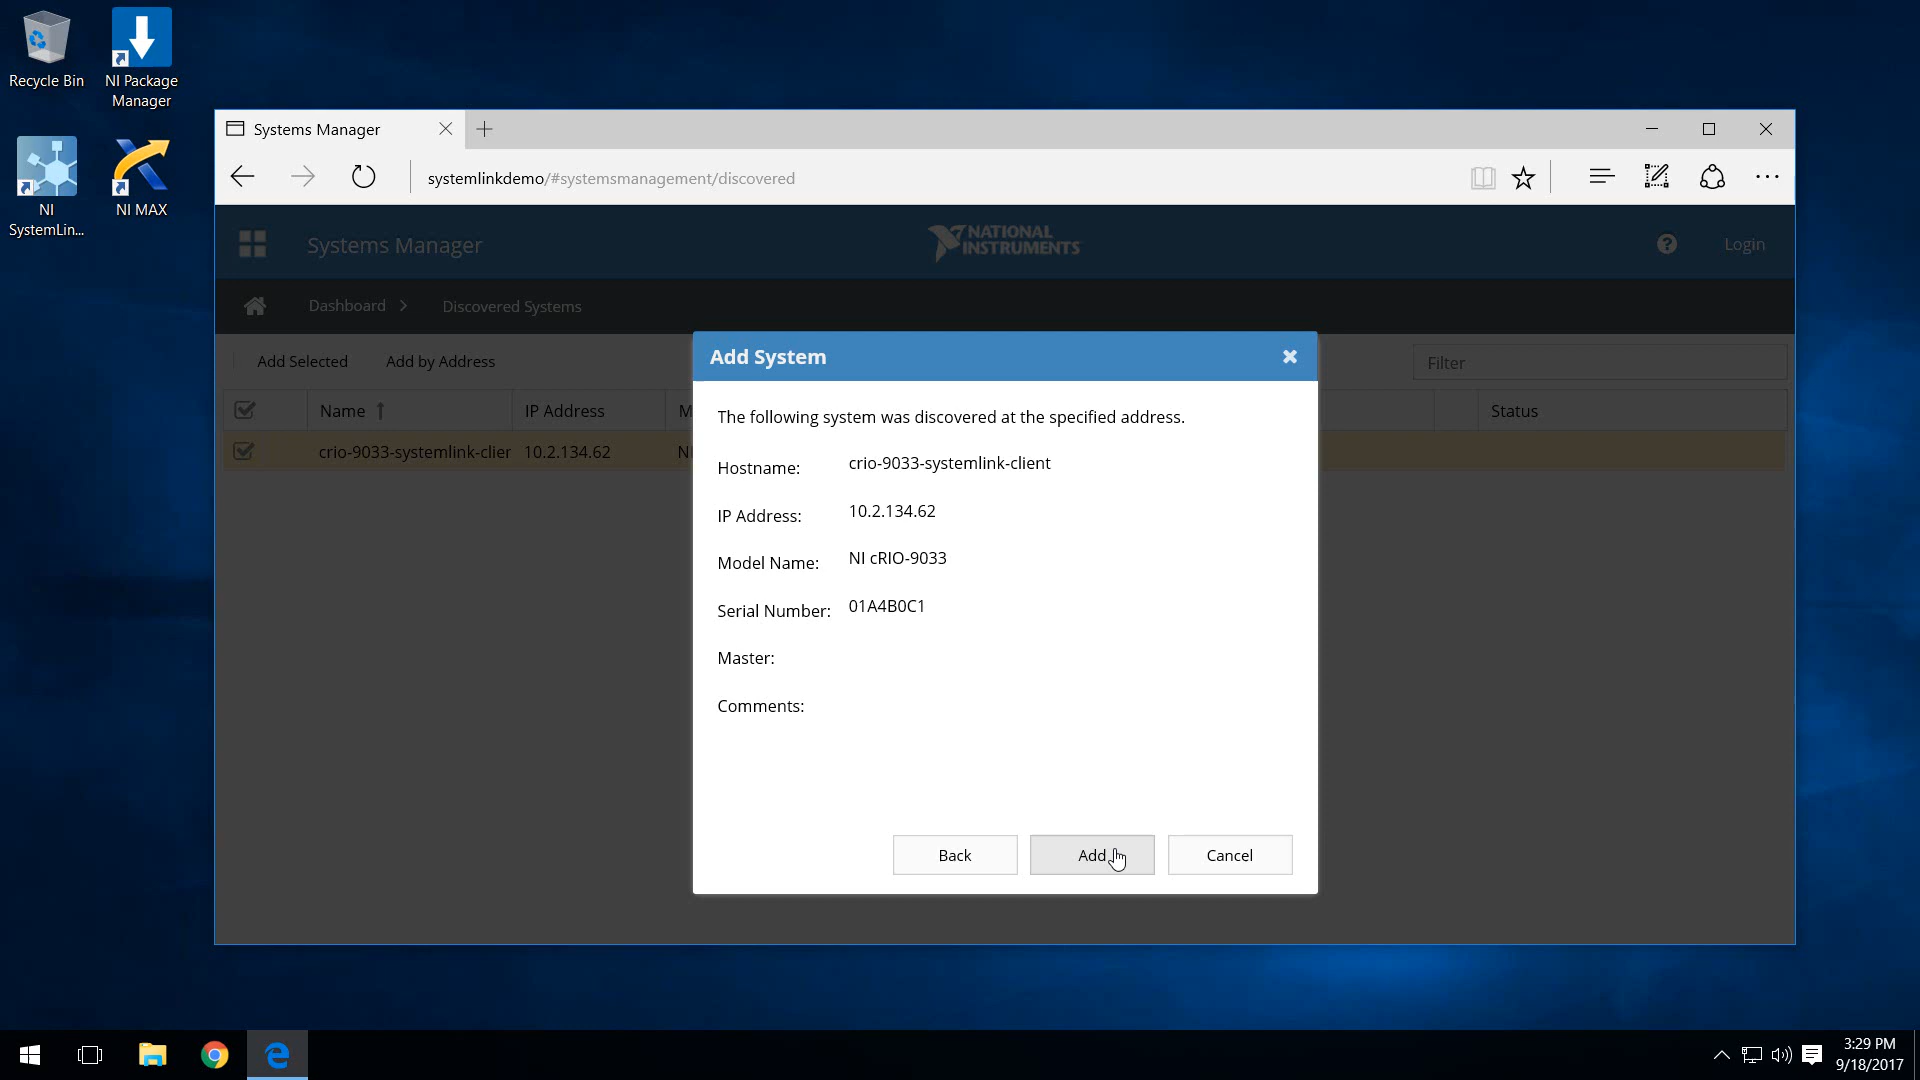 Recycle Bin
NI Package
Manager
NI
SystemLin...
NI MAX
Systems Manager
systemlinkdemo/#systemsmanagement/discovered
Systems Manager
NATIONAL
INSTRUMENTS
?
Login
Dashboard
Discovered Systems
Add Selected
Add by Address
Filter
Name
IP Address
M
Status
crio-9033-systemlink-clier
10.2.134.62
NI
Add System
The following system was discovered at the specified address.
Hostname: crio-9033-systemlink-client
IP Address: 10.2.134.62
Model Name: NI cRIO-9033
Serial Number: 01A4B0C1
Master:
Comments:
Back
Add
Cancel
3:29 PM
9/18/2017